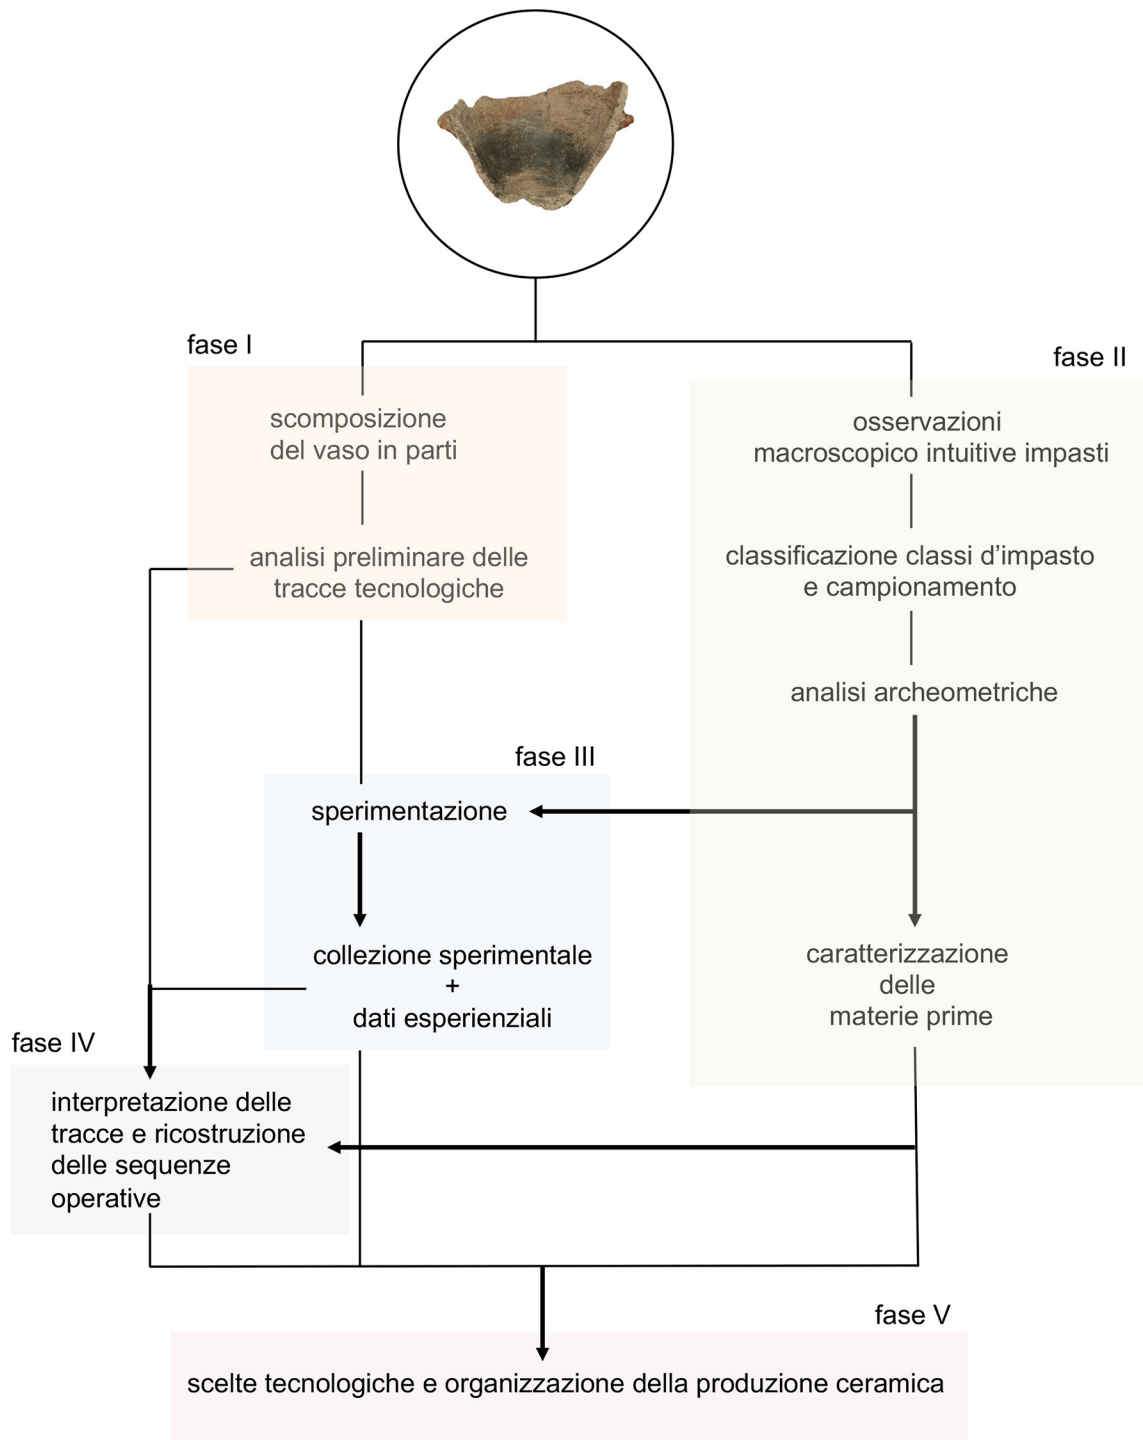 fase I
scomposizione
del vaso in parti
analisi preliminare delle
tracce tecnologiche
fase II
osservazioni
macroscopico intuitive impasti
classificazione classi d’impasto
e campionamento
analisi archeometriche
caratterizzazione
delle
materie prime
fase III
sperimentazione
collezione sperimentale
+
dati esperienziali
fase IV
interpretazione delle
tracce e ricostruzione
delle sequenze
operative
fase V
scelte tecnologiche e organizzazione della produzione ceramica